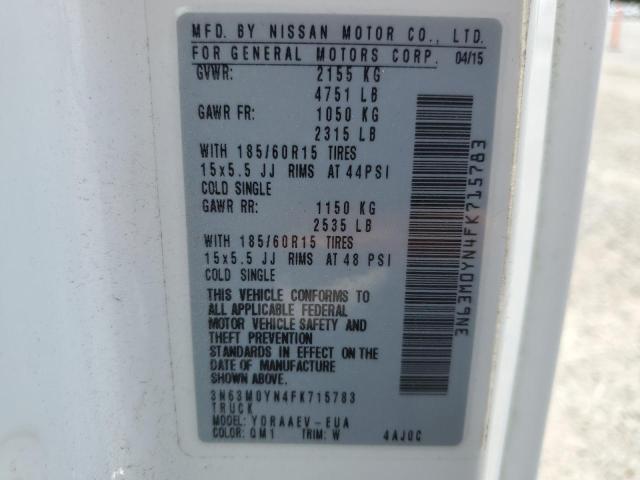 MFD. BY NISSAN MOTOR CO., LTD.
FOR GENERAL MOTORS CORP. 04/15
GVWR: 2155 KG
4751 LB
GAWR FR: 1050 KG
2315 LB
WITH 185/60R15 TIRES
15x5.5 JJ RIMS AT 44PSI
COLD SINGLE
GAWR RR: 1150 KG
2535 LB
WITH 185/60R15 TIRES
15x5.5 JJ RIMS AT 48 PSI
COLD SINGLE
THIS VEHICLE CONFORMS TO
ALL APPLICABLE FEDERAL
MOTOR VEHICLE SAFETY AND
THEFT PREVENTION
STANDARDS IN EFFECT ON THE
DATE OF MANUFACTURE
SHOWN ABOVE.
3N63M0YN4FK715783
TRUCK
MODEL: YDRAAEV-EUA
COLOR: QM1 TRIM: W 4AJ0C
3N63M0YN4FK715783